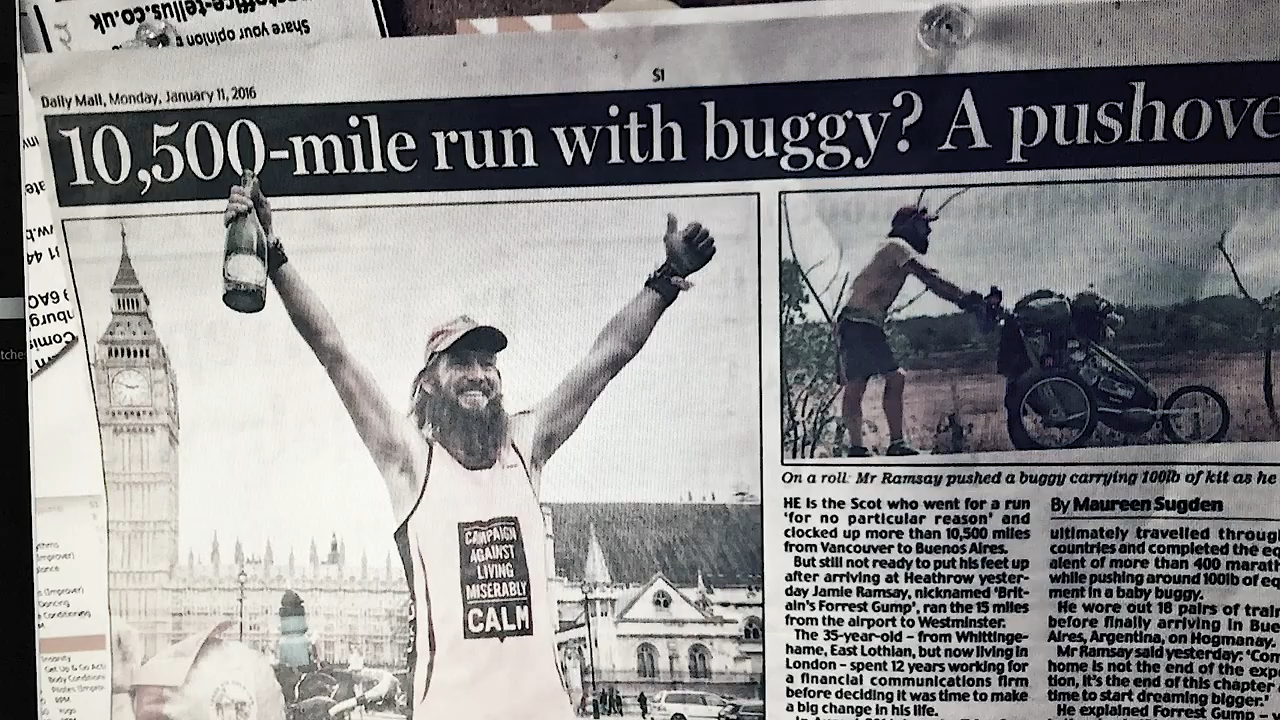 Share your opinion
Daily Mail, Monday, January 11, 2016
51
10,500-mile run with buggy? A pushove
CAMPAIGN
AGAINST
LIVING
MISERABLY
CALM
On a roll: Mr Ramsay pushed a buggy carrying 100lb of kit as he
HE is the Scot who went for a run
'for no particular reason' and
clocked up more than 10,500 miles
from Vancouver to Buenos Aires.
But still not ready to put his feet up
after arriving at Heathrow yester-
day Jamie Ramsay, nicknamed 'Brit-
ain's Forrest Gump', ran the 15 miles
from the airport to Westminster.
The 35-year-old – from Whittinge-
hame, East Lothian, but now living in
London – spent 12 years working for
a financial communications firm
before deciding it was time to make
a big change in his life.
By Maureen Sugden
ultimately travelled throug
countries and completed the eq
alent of more than 400 marath
while pushing around 100lb of eq
ment in a baby buggy.
He wore out 18 pairs of train
before finally arriving in Bue
Aires, Argentina, on Hogmanay.
Mr Ramsay said yesterday: 'Com
home is not the end of the expe
tion, it's the end of this chapter
time to start dreaming bigger.'
He explained Forrest Gump –